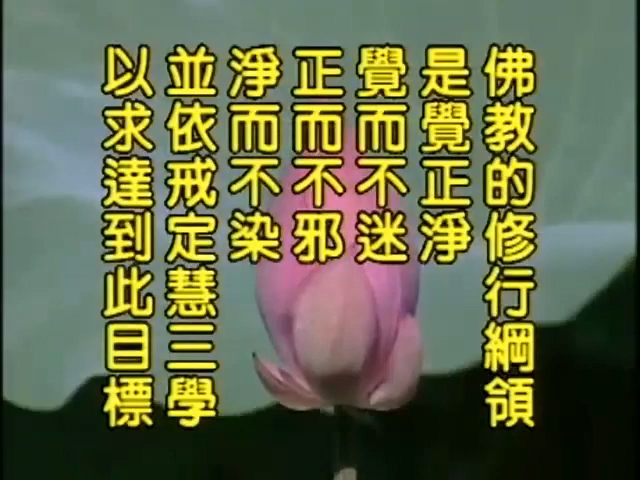 佛教的修行綱領
是覺正淨
覺而不迷
正而不邪
淨而不染
並依戒定慧三學
以求達到此目標